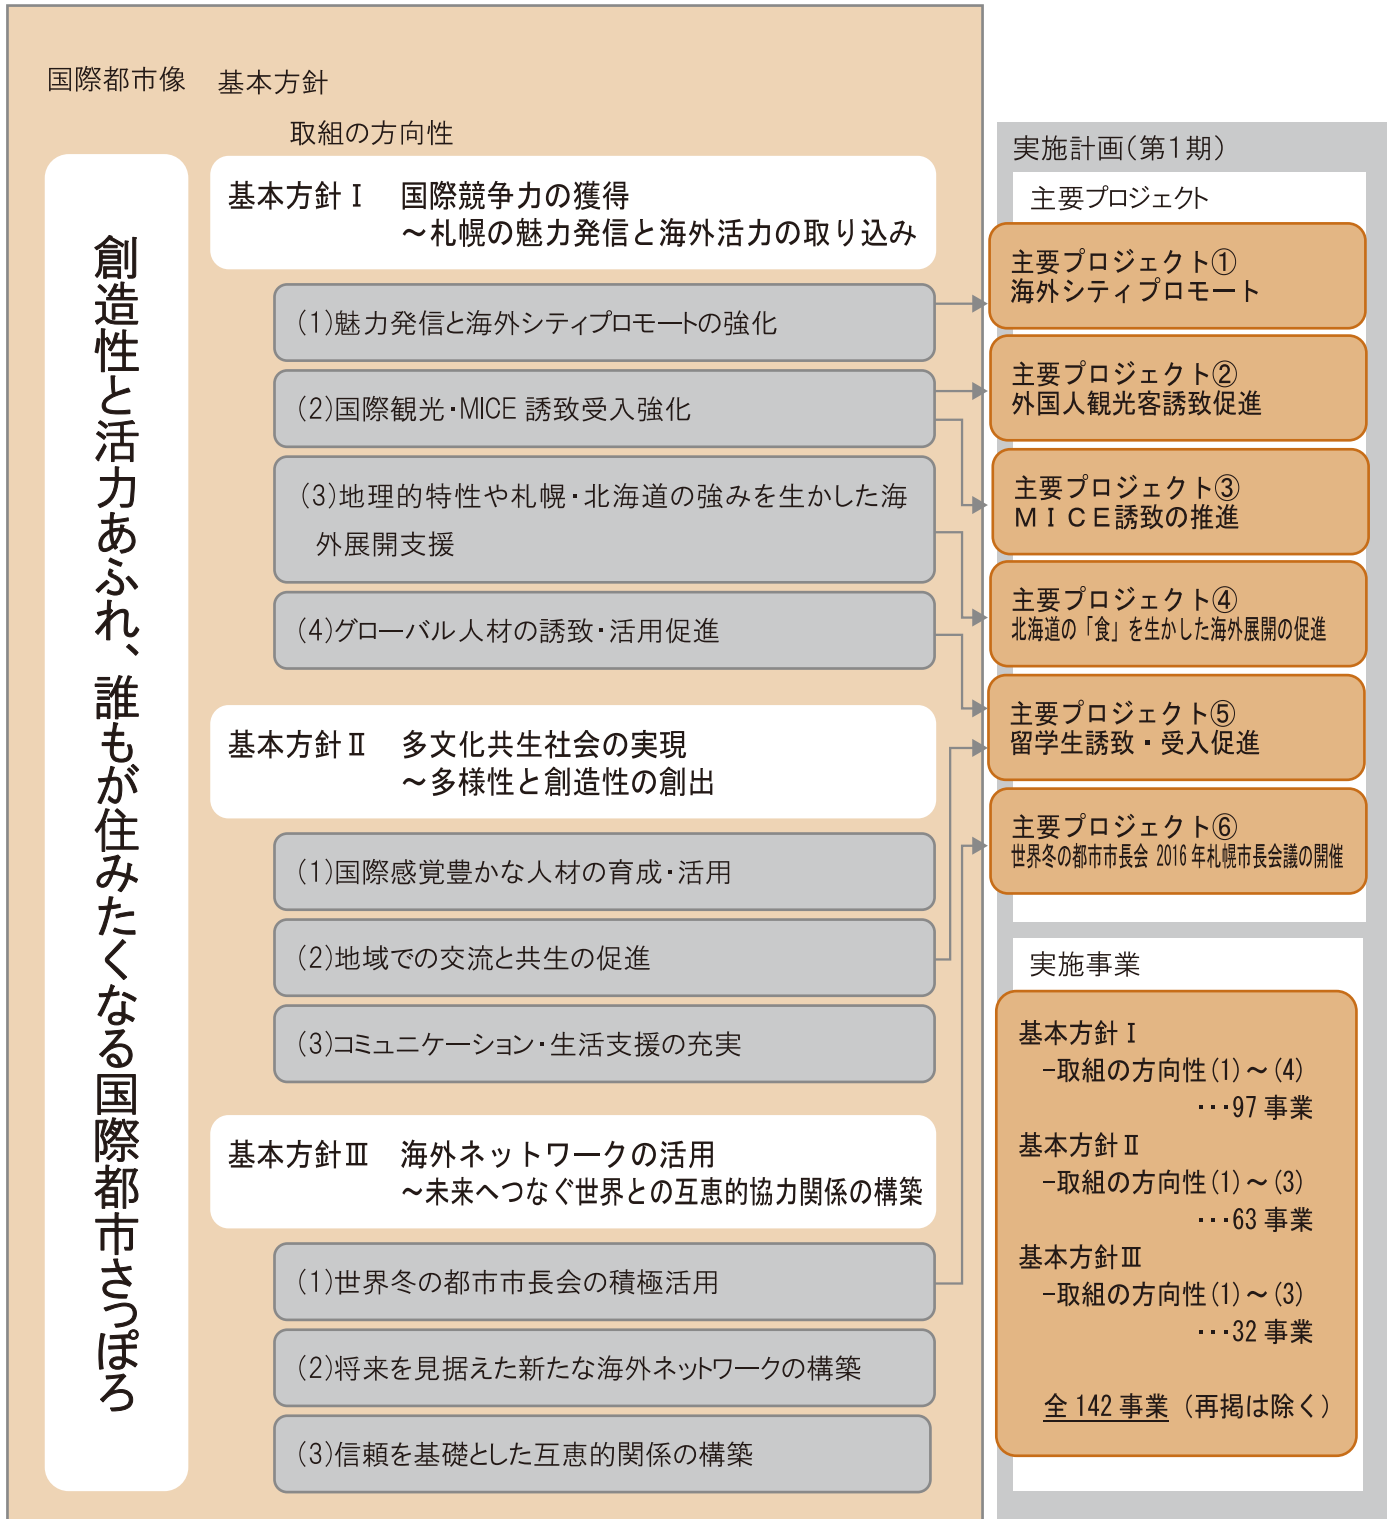 国際都市像
基本方針
取組の方向性
創造性と活力あふれ、誰もが住みたくなる国際都市さっぽろ
基本方針Ⅰ　国際競争力の獲得
～札幌の魅力発信と海外活力の取り込み
(1)魅力発信と海外シティプロモートの強化
(2)国際観光・MICE 誘致受入強化
(3)地理的特性や札幌・北海道の強みを生かした海
外展開支援
(4)グローバル人材の誘致・活用促進
基本方針Ⅱ　多文化共生社会の実現
～多様性と創造性の創出
(1)国際感覚豊かな人材の育成・活用
(2)地域での交流と共生の促進
(3)コミュニケーション・生活支援の充実
基本方針Ⅲ　海外ネットワークの活用
～未来へつなぐ世界との互恵的協力関係の構築
(1)世界冬の都市市長会の積極活用
(2)将来を見据えた新たな海外ネットワークの構築
(3)信頼を基礎とした互恵的関係の構築
実施計画(第1期)
主要プロジェクト
主要プロジェクト①
海外シティプロモート
主要プロジェクト②
外国人観光客誘致促進
主要プロジェクト③
ＭＩＣＥ誘致の推進
主要プロジェクト④
北海道の「食」を生かした海外展開の促進
主要プロジェクト⑤
留学生誘致・受入促進
主要プロジェクト⑥
世界冬の都市市長会 2016 年札幌市長会議の開催
実施事業
基本方針Ⅰ
-取組の方向性(1)～(4)
・・・97 事業
基本方針Ⅱ
-取組の方向性(1)～(3)
・・・63 事業
基本方針Ⅲ
-取組の方向性(1)～(3)
・・・32 事業
全 142 事業（再掲は除く）